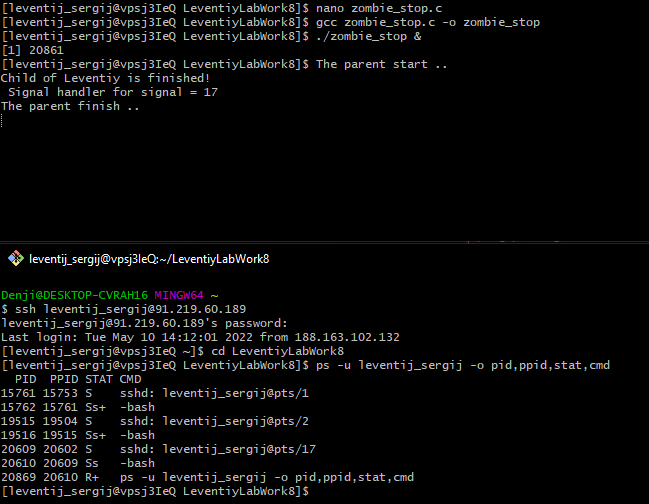 [leventij_sergij@vpsj3IeQ LeventiyLabWork8]$ nano zombie_stop.c
[leventij_sergij@vpsj3IeQ LeventiyLabWork8]$ gcc zombie_stop.c -o zombie_stop
[leventij_sergij@vpsj3IeQ LeventiyLabWork8]$ ./zombie_stop &
[1] 20861
[leventij_sergij@vpsj3IeQ LeventiyLabWork8]$ The parent start ..
Child of Leventiy is finished!
 Signal handler for signal = 17
The parent finish ..
leventij_sergij@vpsj3IeQ:~/LeventiyLabWork8
Denji@DESKTOP-CVRAH16 MINGW64 ~
$ ssh leventij_sergij@91.219.60.189
leventij_sergij@91.219.60.189's password:
Last login: Tue May 10 14:12:01 2022 from 188.163.102.132
[leventij_sergij@vpsj3IeQ ~]$ cd LeventiyLabWork8
[leventij_sergij@vpsj3IeQ LeventiyLabWork8]$ ps -u leventij_sergij -o pid,ppid,stat,cmd
  PID  PPID STAT CMD
15761 15753 S    sshd: leventij_sergij@pts/1
15762 15761 Ss+  -bash
19515 19504 S    sshd: leventij_sergij@pts/2
19516 19515 Ss+  -bash
20609 20602 S    sshd: leventij_sergij@pts/17
20610 20609 Ss   -bash
20869 20610 R+   ps -u leventij_sergij -o pid,ppid,stat,cmd
[leventij_sergij@vpsj3IeQ LeventiyLabWork8]$